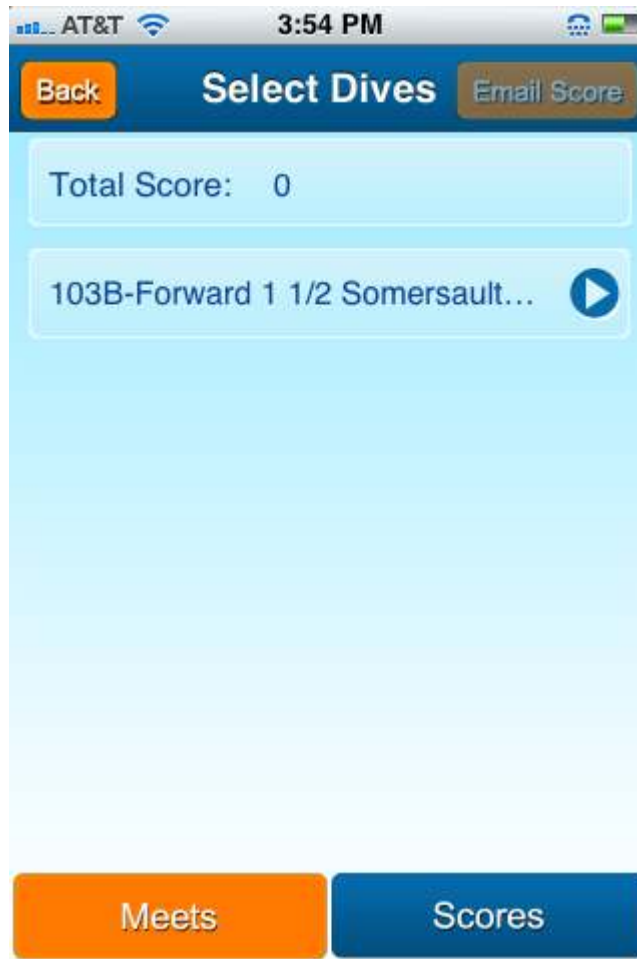 AT&T 3:54 PM
Back Select Dives Email Score
Total Score: 0
103B-Forward 1 1/2 Somersault...
Meets Scores